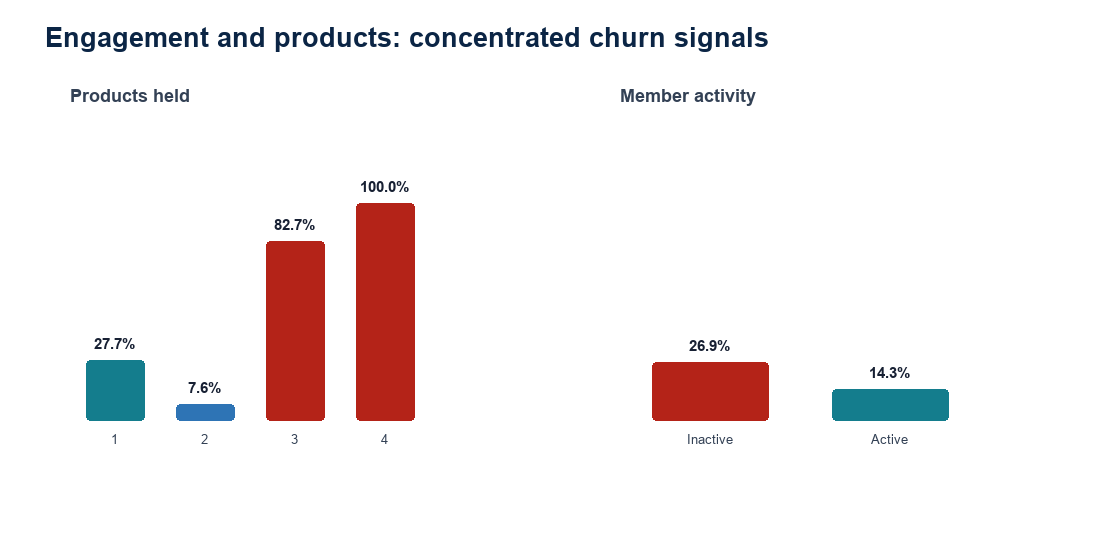 Engagement and products: concentrated churn signals
Products held
100.0%
82.7%
27.7%
7.6%
1 2 3 4
Member activity
26.9%
14.3%
Inactive Active